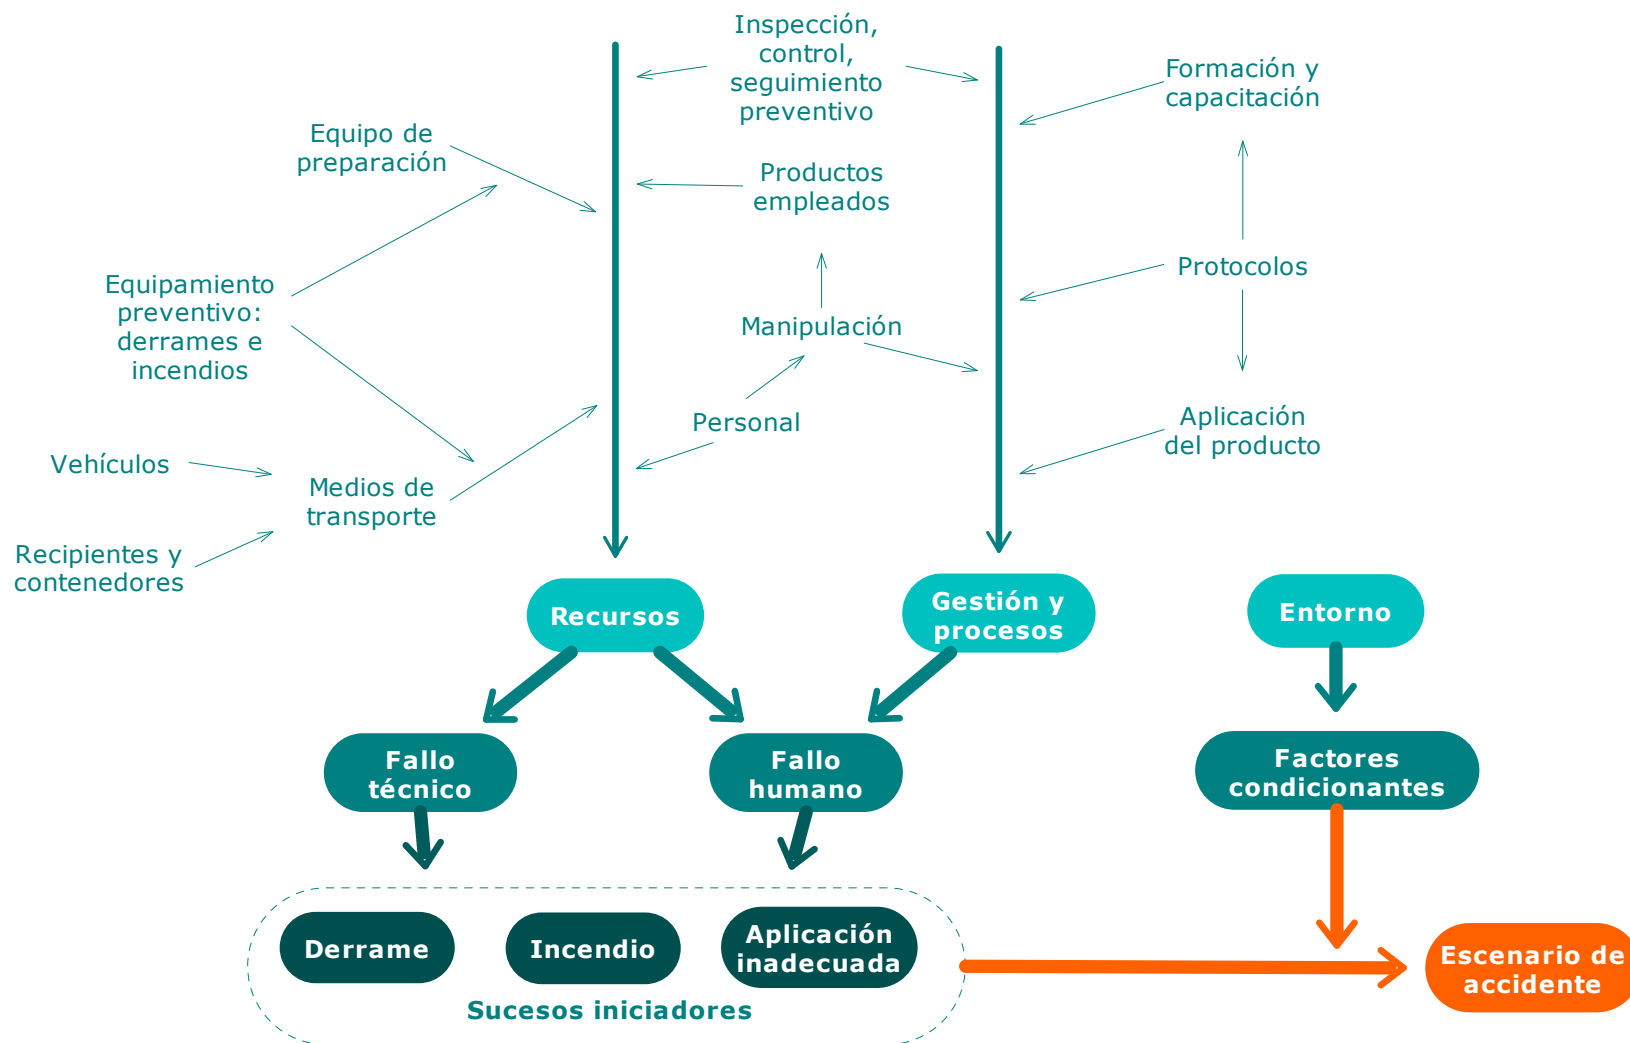 Inspección,
control,
seguimiento
preventivo
Formación y
capacitación
Equipo de
preparación
Productos
empleados
Protocolos
Equipamiento
preventivo:
derrames e
incendios
Manipulación
Personal
Aplicación
del producto
Vehículos
Medios de
transporte
Recipientes y
contenedores
Recursos
Gestión y
procesos
Entorno
Fallo
técnico
Fallo
humano
Factores
condicionantes
Derrame
Incendio
Aplicación
inadecuada
Sucesos iniciadores
Escenario de
accidente